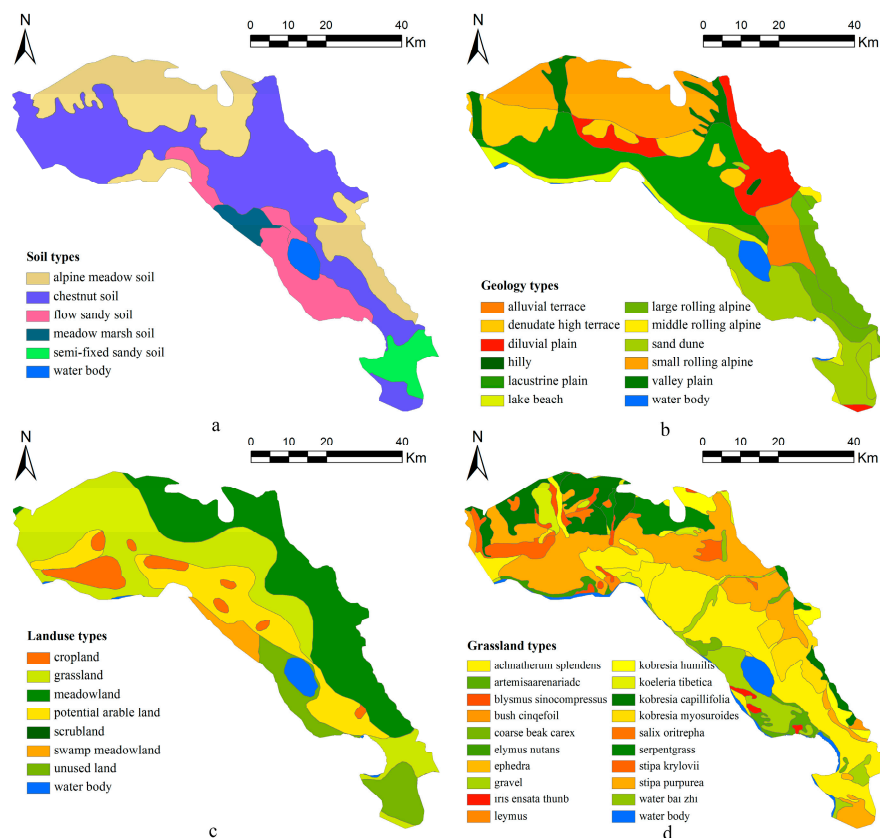 N
0 10 20 40
Km
Soil types
alpine meadow soil
chestnut soil
flow sandy soil
meadow marsh soil
semi-fixed sandy soil
water body
a
N
0 10 20 40
Km
Geology types
alluvial terrace
denudate high terrace
diluvial plain
hilly
lacustrine plain
lake beach
large rolling alpine
middle rolling alpine
sand dune
small rolling alpine
valley plain
water body
b
N
0 10 20 40
Km
Landuse types
cropland
grassland
meadowland
potential arable land
scrubland
swamp meadowland
unused land
water body
c
N
0 10 20 40
Km
Grassland types
achnatherum splendens
artemisaarenariadc
blysmus sinocompressus
bush cinqefoil
coarse beak carex
elymus nutans
ephedra
gravel
iris ensata thunb
leymus
kobresia humilis
koeleria tibetica
kobresia capillifolia
kobresia myosuroides
salix oritrepha
serpentgrass
stipa krylovii
stipa purpurea
water bai zhi
water body
d